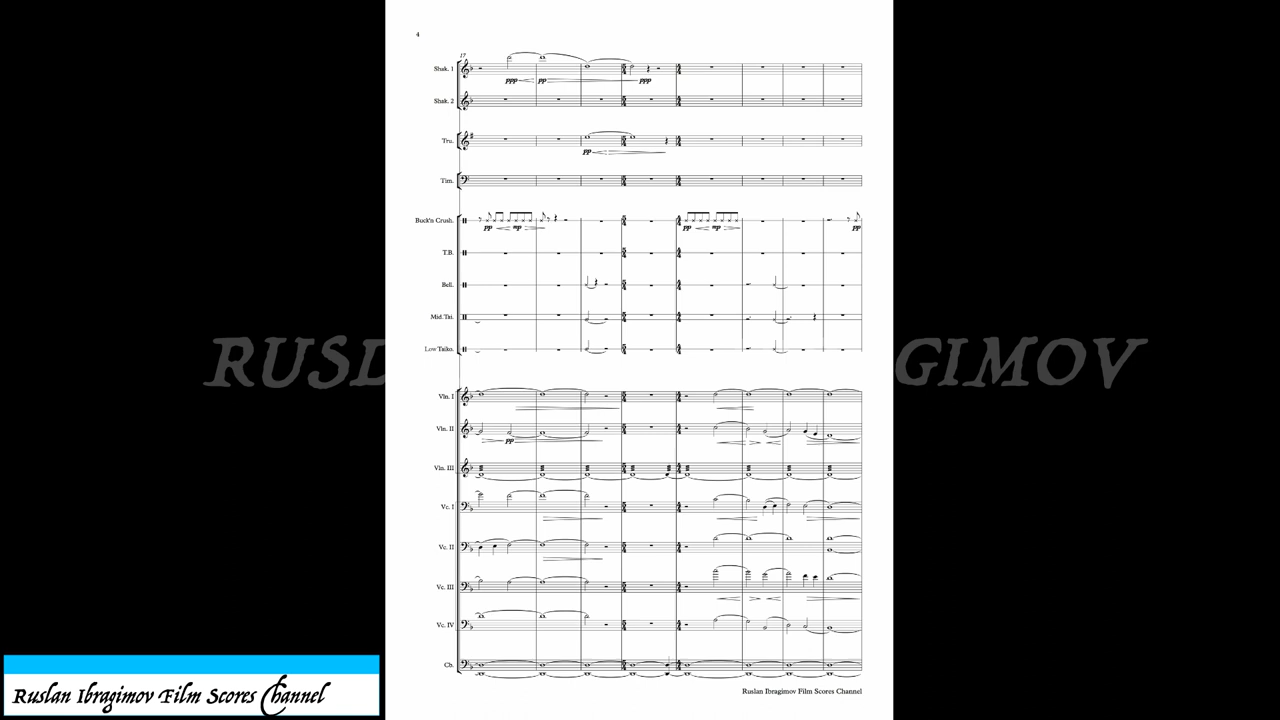 4
17
Shak. 1
ppp pp ppp
Shak. 2
Tru.
pp
Tim.
Buck'n Crush.
pp mp pp mp pp
T.B.
Bell.
Mid. Tai.
Low Taiko.
RUSL GIMOV
Vln. I
Vln. II
pp
Vln. III
Vc. I
Vc. II
Vc. III
Vc. IV
Cb.
Ruslan Ibragimov Film Scores Channel
Ruslan Ibragimov Film Scores Channel